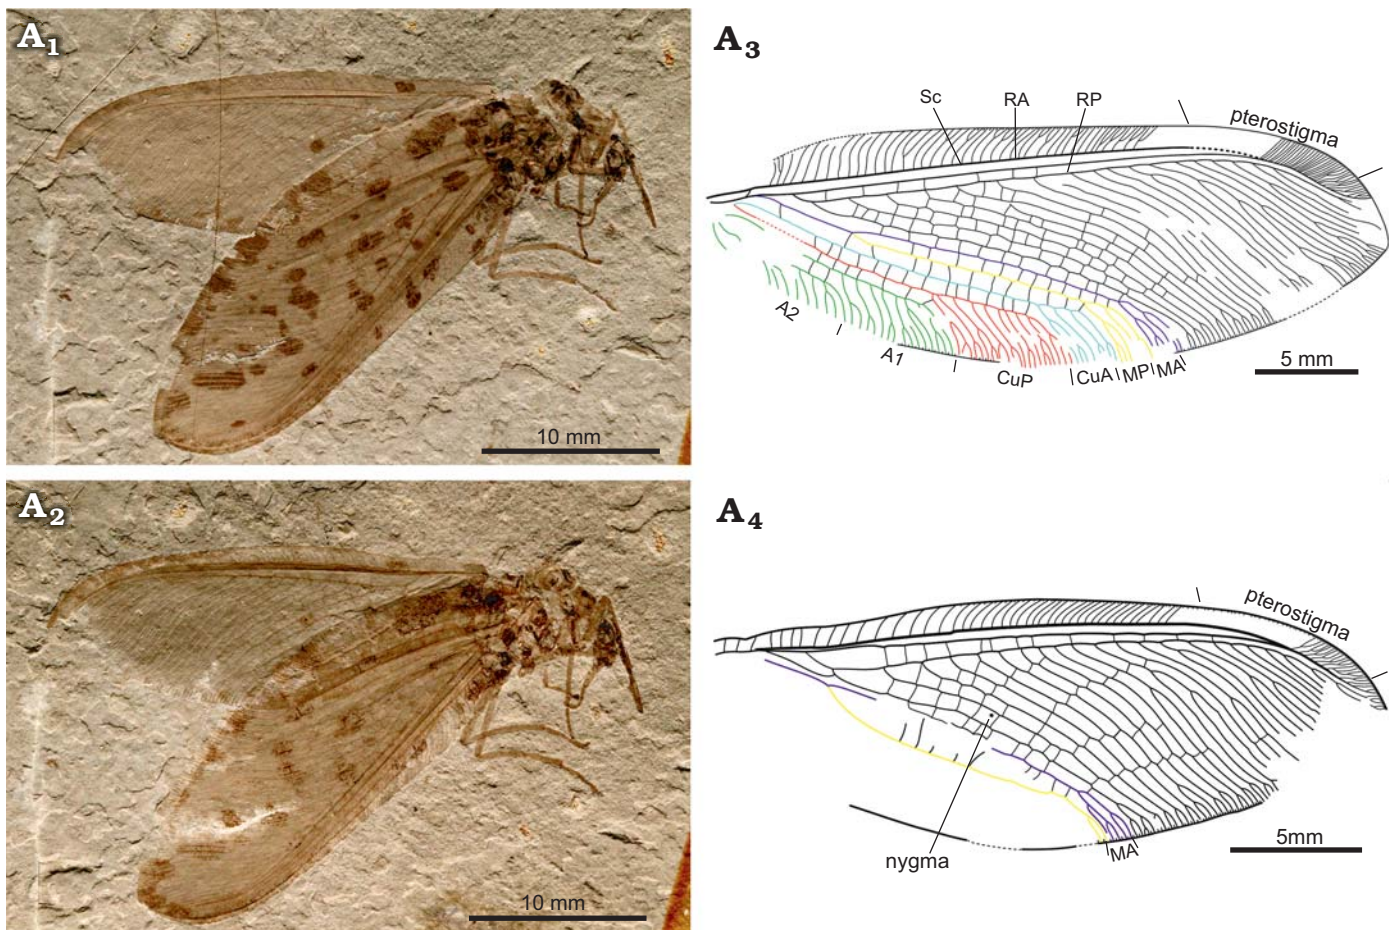 A1
10 mm
A3
Sc RA RP
pterostigma
A2
A1
CuP CuA MP MA
5 mm
A2
10 mm
A4
pterostigma
nygma
MA
5mm